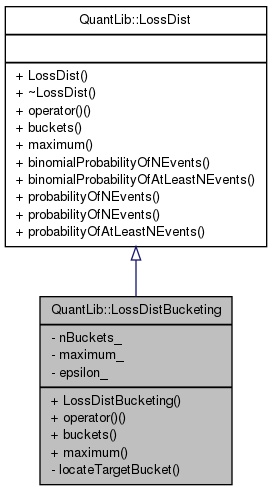 QuantLib::LossDist
+ LossDist()
+ ~LossDist()
+ operator()()
+ buckets()
+ maximum()
+ binomialProbabilityOfNEvents()
+ binomialProbabilityOfAtLeastNEvents()
+ probabilityOfNEvents()
+ probabilityOfNEvents()
+ probabilityOfAtLeastNEvents()
QuantLib::LossDistBucketing
- nBuckets_
- maximum_
- epsilon_
+ LossDistBucketing()
+ operator()()
+ buckets()
+ maximum()
- locateTargetBucket()